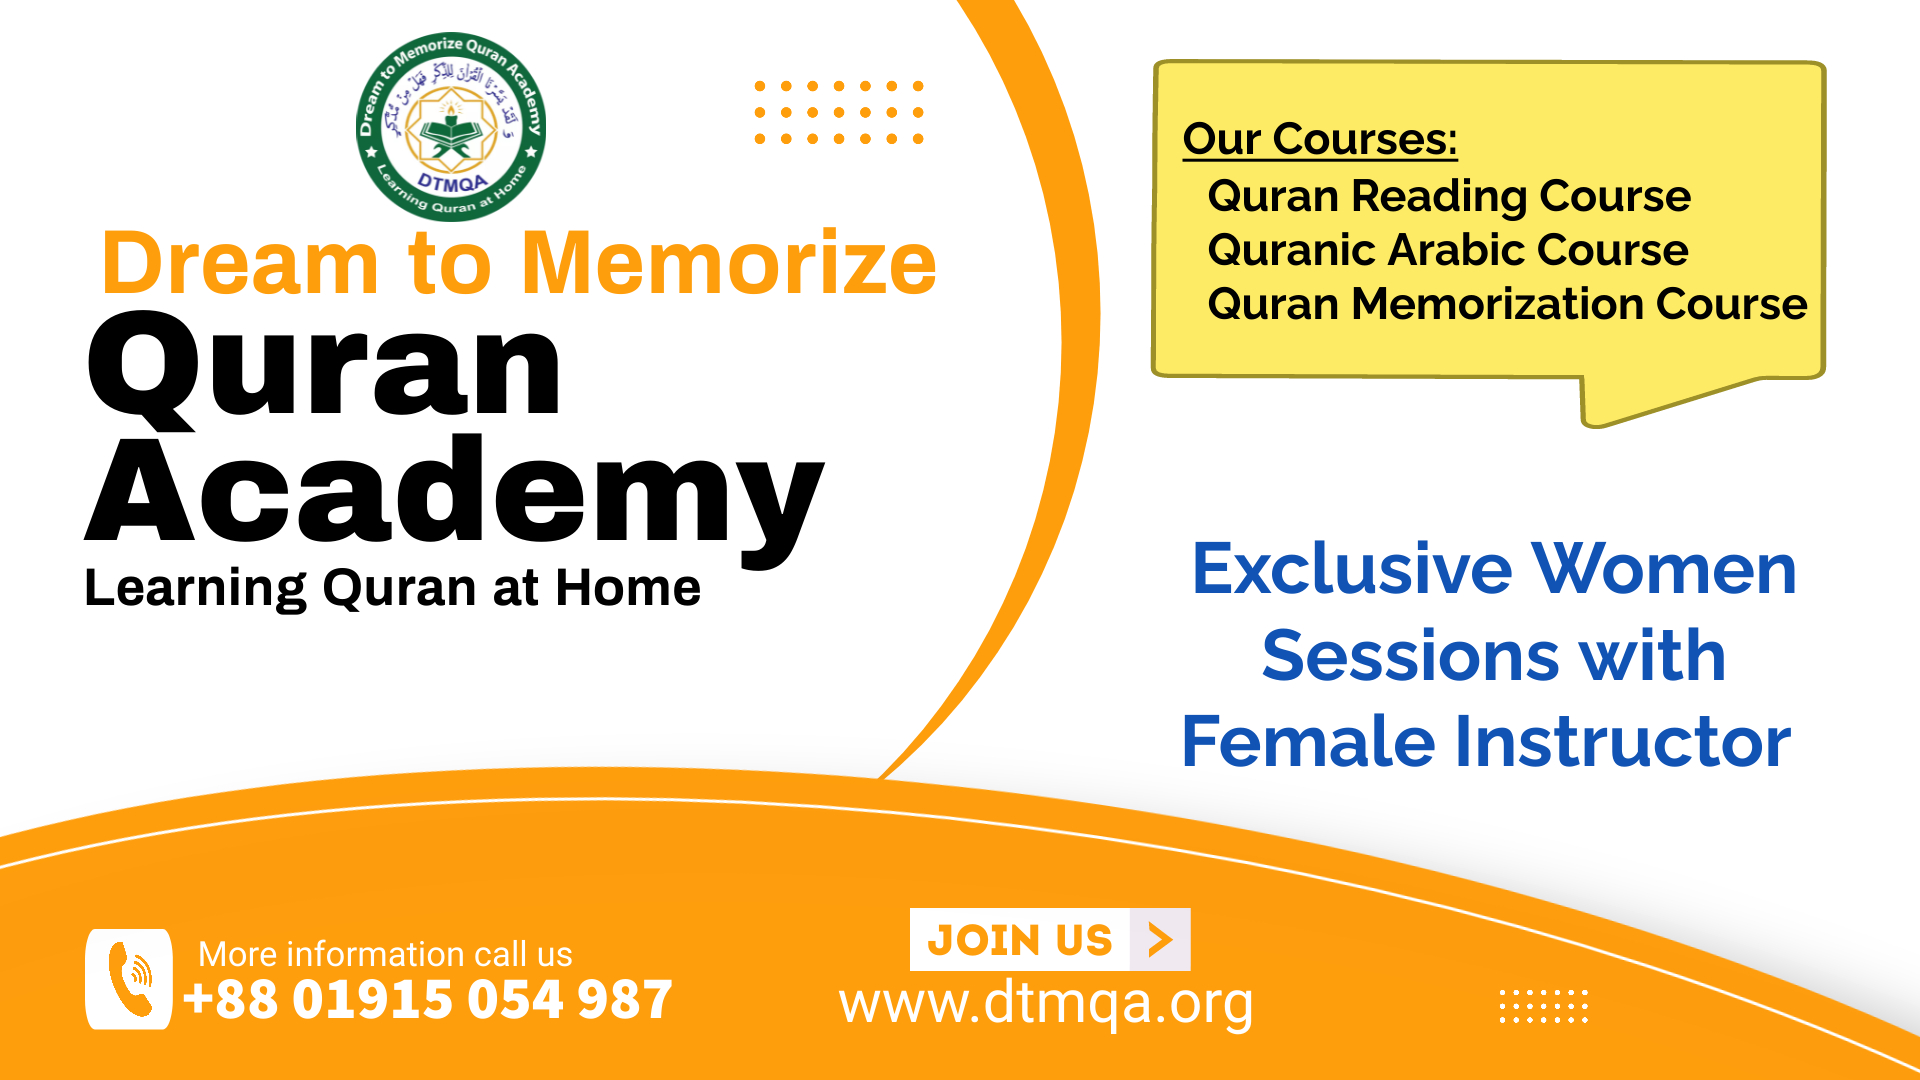 Dream to Memorize Quran Academy
وَ لَقَدْ يَسَّرْنَا الْقُرْاٰنَ لِلذِّكْرِ فَهَلْ مِنْ مُّدَّكِرٍ
DTMQA
Learning Quran at Home
Dream to Memorize
Quran
Academy
Learning Quran at Home
Our Courses:
Quran Reading Course
Quranic Arabic Course
Quran Memorization Course
Exclusive Women
Sessions with
Female Instructor
More information call us
+88 01915 054 987
JOIN US >
www.dtmqa.org